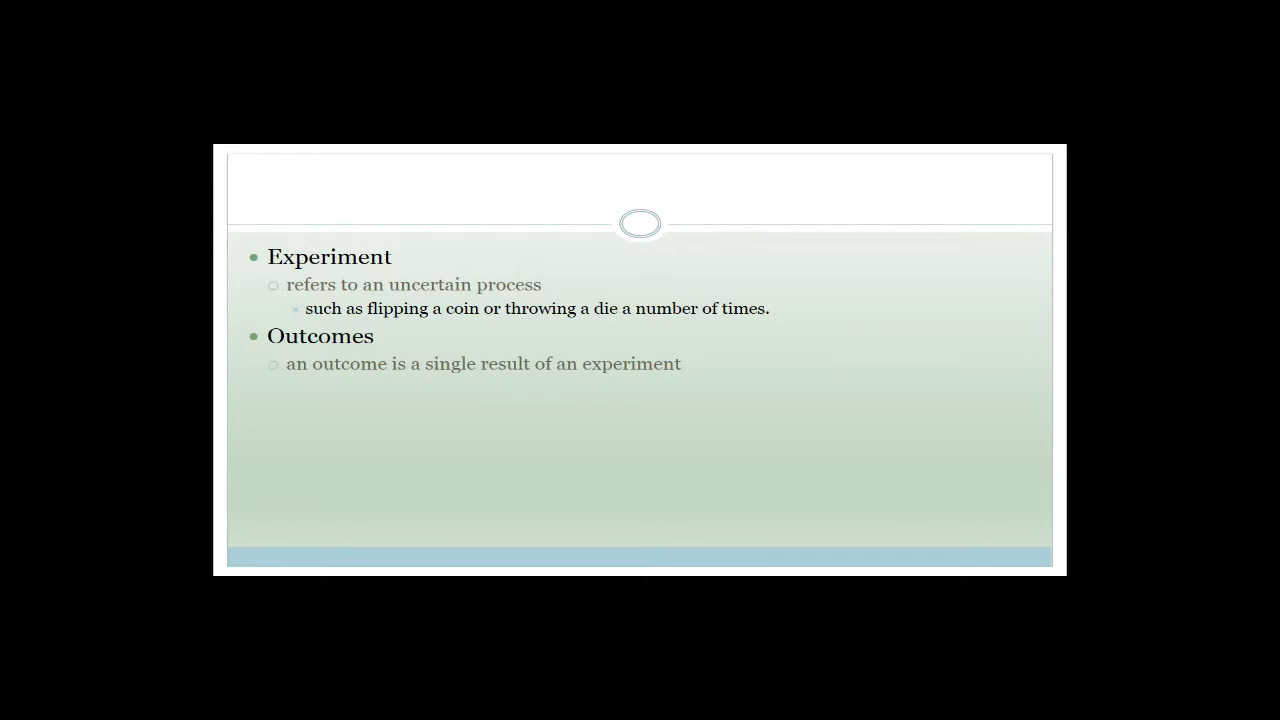 Experiment
refers to an uncertain process
such as flipping a coin or throwing a die a number of times.
Outcomes
an outcome is a single result of an experiment